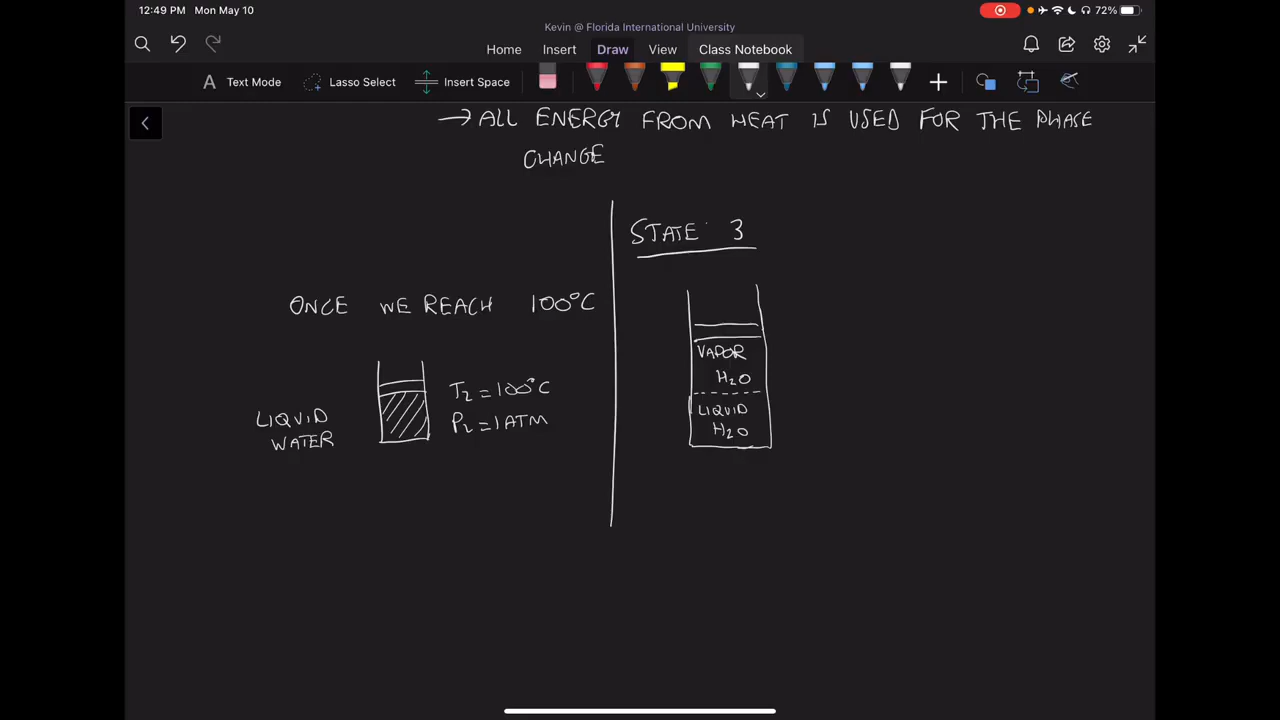 12:49 PM Mon May 10
72%
Kevin @ Florida International University
Home Insert Draw View Class Notebook
Text Mode Lasso Select Insert Space
→ ALL ENERGY FROM HEAT IS USED FOR THE PHASE
CHANGE
STATE 3
ONCE WE REACH 100°C
VAPOR
H₂O
LIQUID
H₂O
T₂ = 100°C
P₂ = 1 ATM
LIQUID
WATER